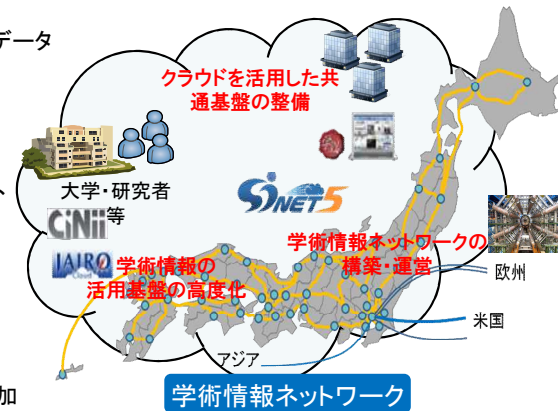 データ
クラウドを活用した共
通基盤の整備
大学・研究者
等
SINET5
CiNii
JAIRO
Cloud
学術情報の
活用基盤の高度化
学術情報ネットワークの
構築・運営
欧州
米国
アジア
加
学術情報ネットワーク